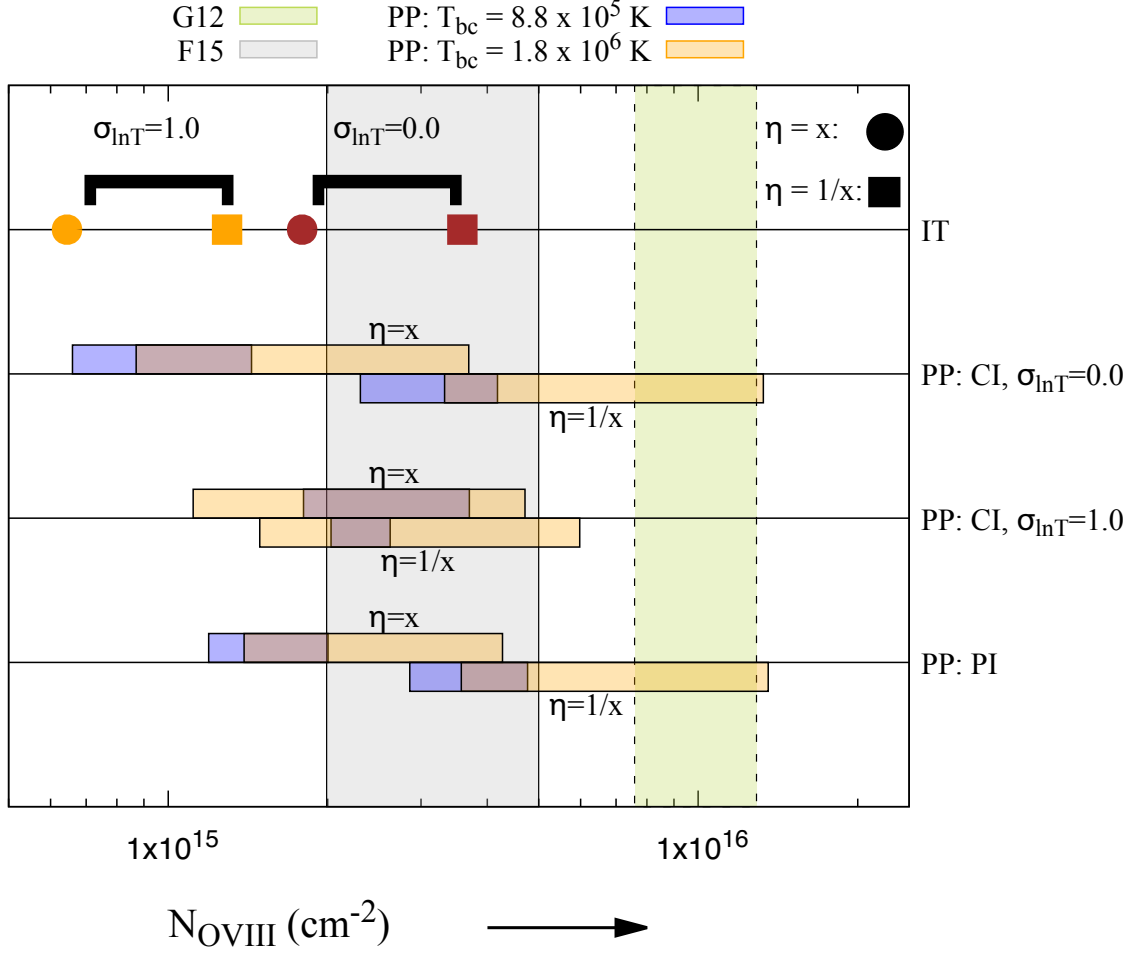 G12
PP: T_bc = 8.8 x 10^5 K
F15
PP: T_bc = 1.8 x 10^6 K
σ_lnT=1.0
σ_lnT=0.0
η = x:
η = 1/x:
IT
η=x
PP: CI, σ_lnT=0.0
η=1/x
η=x
PP: CI, σ_lnT=1.0
η=1/x
η=x
PP: PI
η=1/x
1x10^15
1x10^16
N_OVIII (cm^-2)